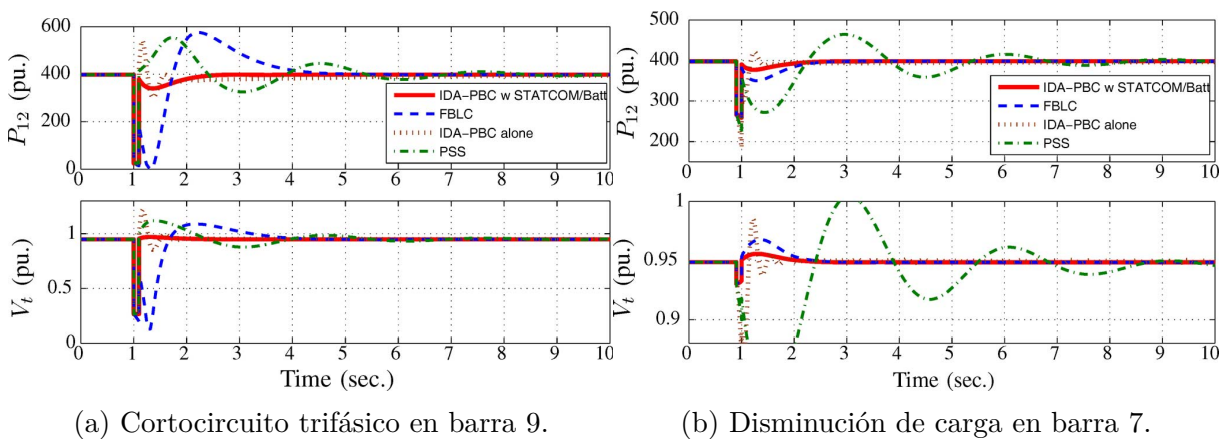 600
400
200
0
P12 (pu.)
IDA-PBC w STATCOM/Batt
FBLC
IDA-PBC alone
PSS
0 1 2 3 4 5 6 7 8 9 10
1
0.5
0
Vt (pu.)
0 1 2 3 4 5 6 7 8 9 10
Time (sec.)
(a) Cortocircuito trifásico en barra 9.
500
400
300
200
P12 (pu.)
IDA-PBC w STATCOM/Batt
FBLC
IDA-PBC alone
PSS
0 1 2 3 4 5 6 7 8 9 10
1
0.95
0.9
Vt (pu.)
0 1 2 3 4 5 6 7 8 9 10
Time (sec.)
(b) Disminución de carga en barra 7.